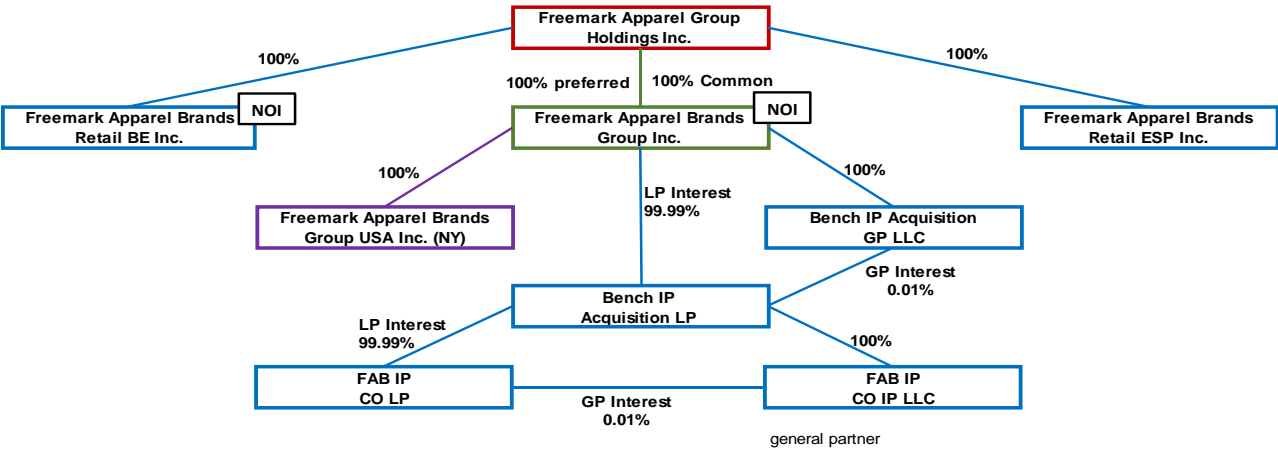 Freemark Apparel Group
Holdings Inc.
100%
100%
100% preferred
100% Common
NOI
NOI
Freemark Apparel Brands
Retail BE Inc.
Freemark Apparel Brands
Group Inc.
Freemark Apparel Brands
Retail ESP Inc.
100%
LP Interest
99.99%
100%
Freemark Apparel Brands
Group USA Inc. (NY)
Bench IP Acquisition
GP LLC
GP Interest
0.01%
Bench IP
Acquisition LP
LP Interest
99.99%
100%
FAB IP
CO LP
GP Interest
0.01%
FAB IP
CO IP LLC
general partner